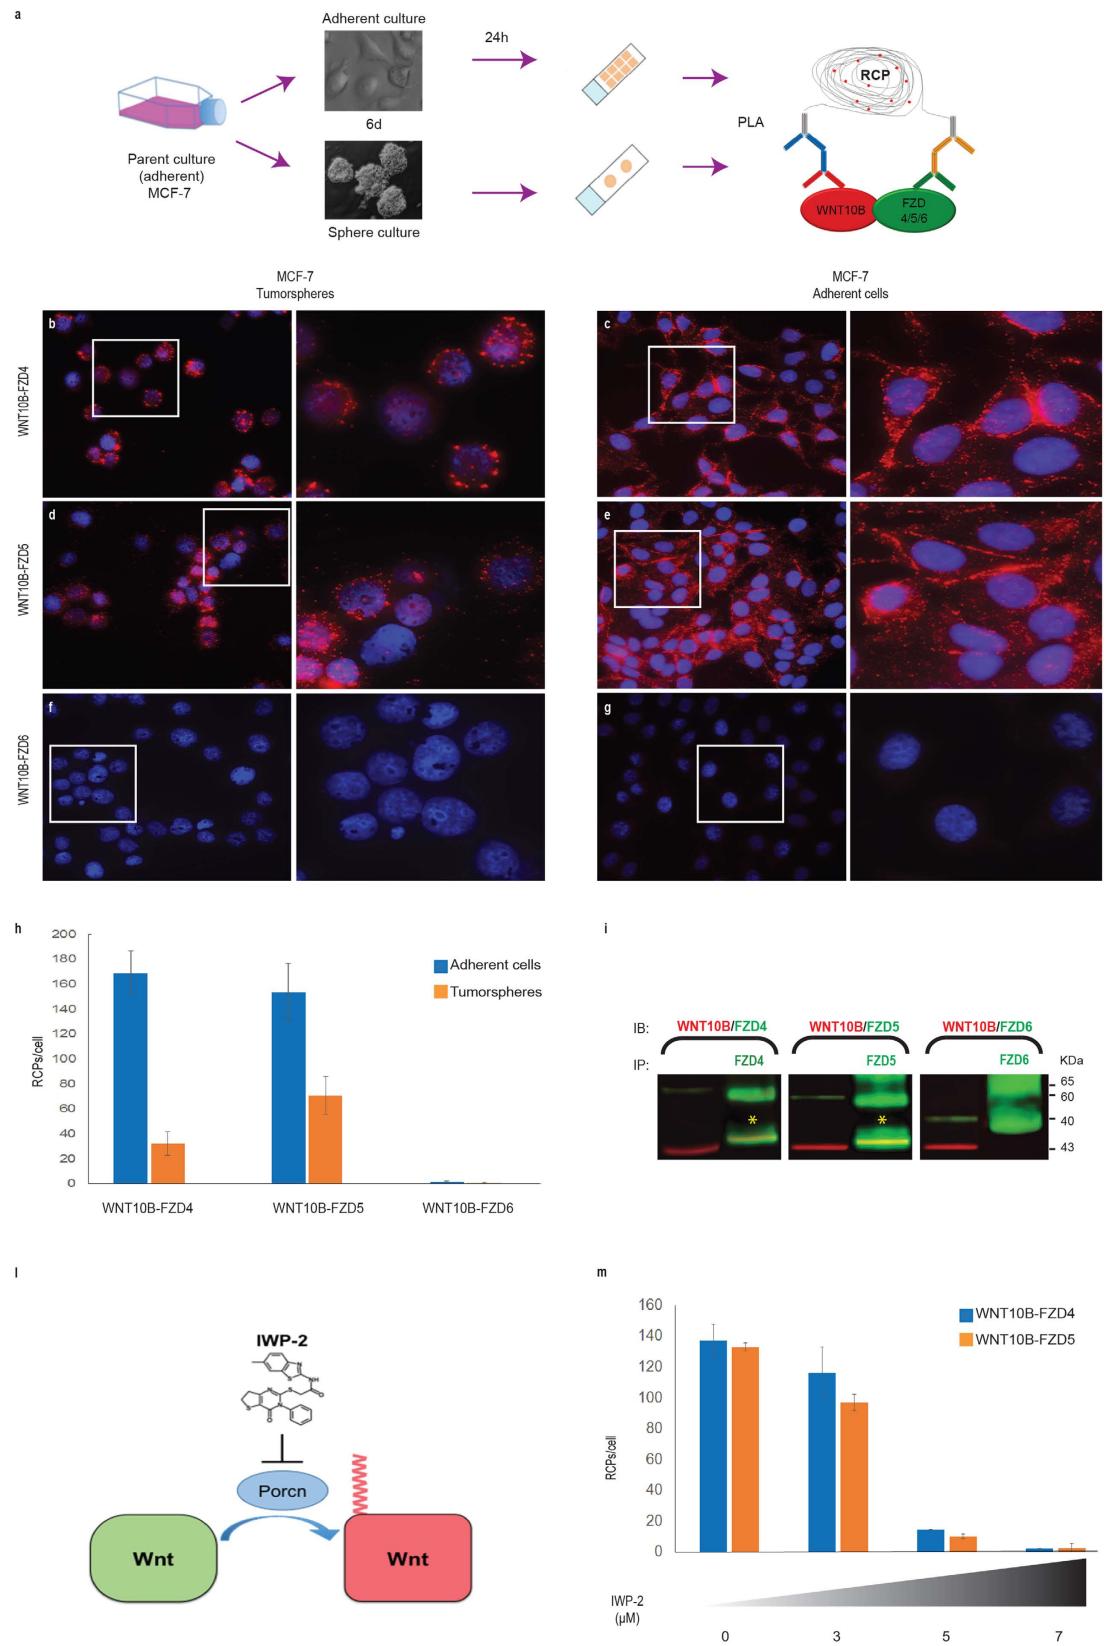 a
Adherent culture
24h
6d
Parent culture
(adherent)
MCF-7
Sphere culture
PLA
RCP
WNT10B
FZD
4/5/6
MCF-7
Tumorspheres
MCF-7
Adherent cells
WNT10B-FZD4
b
c
WNT10B-FZD5
d
e
WNT10B-FZD6
f
g
h
200
180
160
140
120
100
80
60
40
20
0
RCPs/cell
Adherent cells
Tumorspheres
WNT10B-FZD4
WNT10B-FZD5
WNT10B-FZD6
i
IB:
WNT10B/FZD4
WNT10B/FZD5
WNT10B/FZD6
IP:
FZD4
FZD5
FZD6
KDa
65
60
40
43
*
*
l
IWP-2
N
S
NH
O
N
S
N
S
O
Porcn
Wnt
Wnt
m
160
140
120
100
80
60
40
20
0
RCPs/cell
WNT10B-FZD4
WNT10B-FZD5
IWP-2
(μM)
0
3
5
7